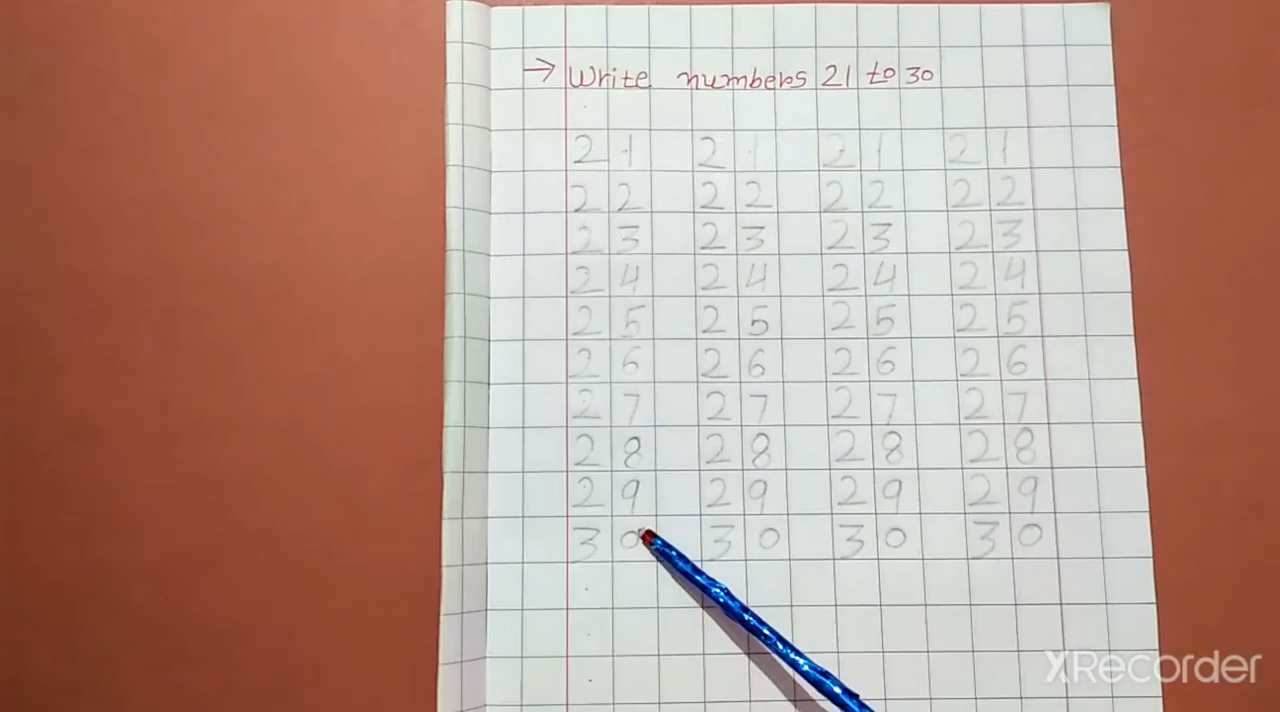 → Write numbers 21 to 30
21 21 21 21
22 22 22 22
23 23 23 23
24 24 24 24
25 25 25 25
26 26 26 26
27 27 27 27
28 28 28 28
29 29 29 29
30 30 30 30
XRecorder